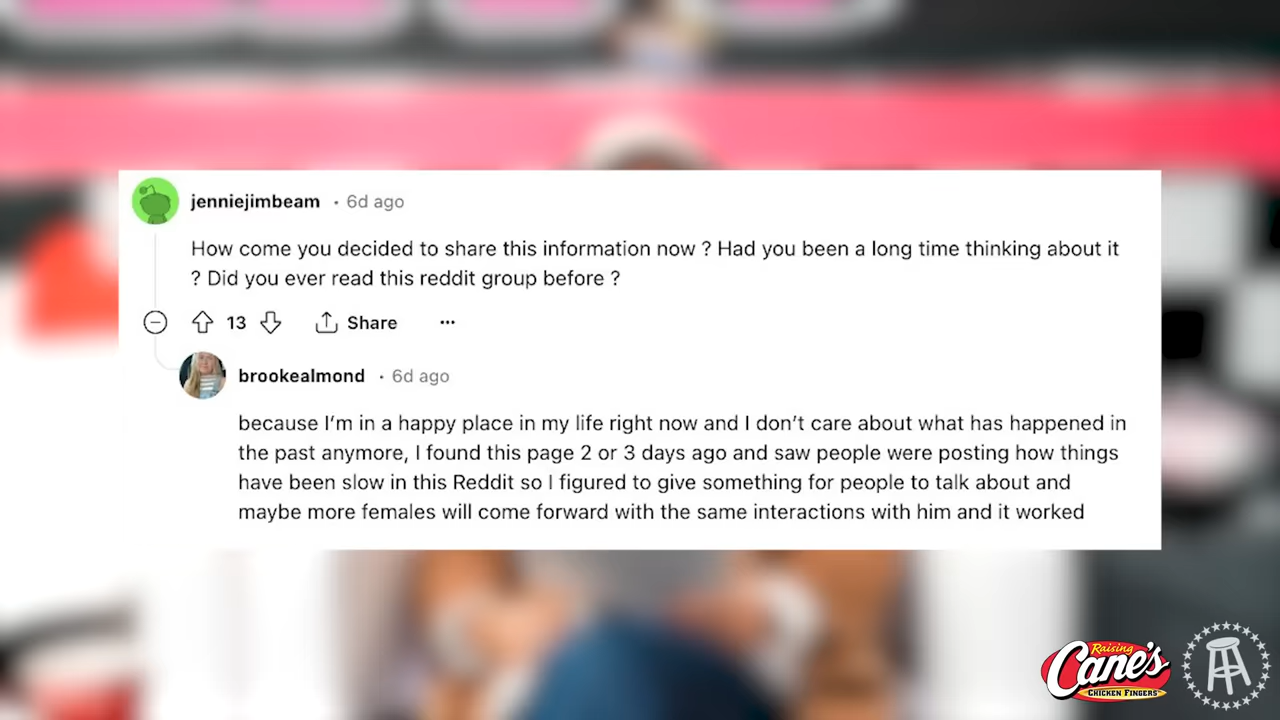 jenniejimbeam • 6d ago
How come you decided to share this information now ? Had you been a long time thinking about it
? Did you ever read this reddit group before ?
13 Share ...
brookealmond • 6d ago
because I’m in a happy place in my life right now and I don’t care about what has happened in
the past anymore, I found this page 2 or 3 days ago and saw people were posting how things
have been slow in this Reddit so I figured to give something for people to talk about and
maybe more females will come forward with the same interactions with him and it worked
Raising
Cane's
CHICKEN FINGERS